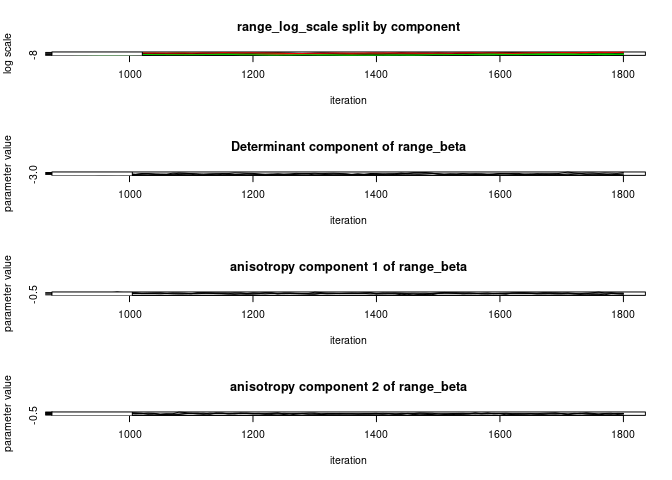 range_log_scale split by component
log scale
-8
1000 1200 1400 1600 1800
iteration
Determinant component of range_beta
parameter value
-3.0
1000 1200 1400 1600 1800
iteration
anisotropy component 1 of range_beta
parameter value
-0.5
1000 1200 1400 1600 1800
iteration
anisotropy component 2 of range_beta
parameter value
-0.5
1000 1200 1400 1600 1800
iteration